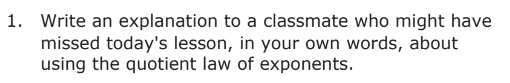 1. Write an explanation to a classmate who might have
missed today's lesson, in your own words, about
using the quotient law of exponents.